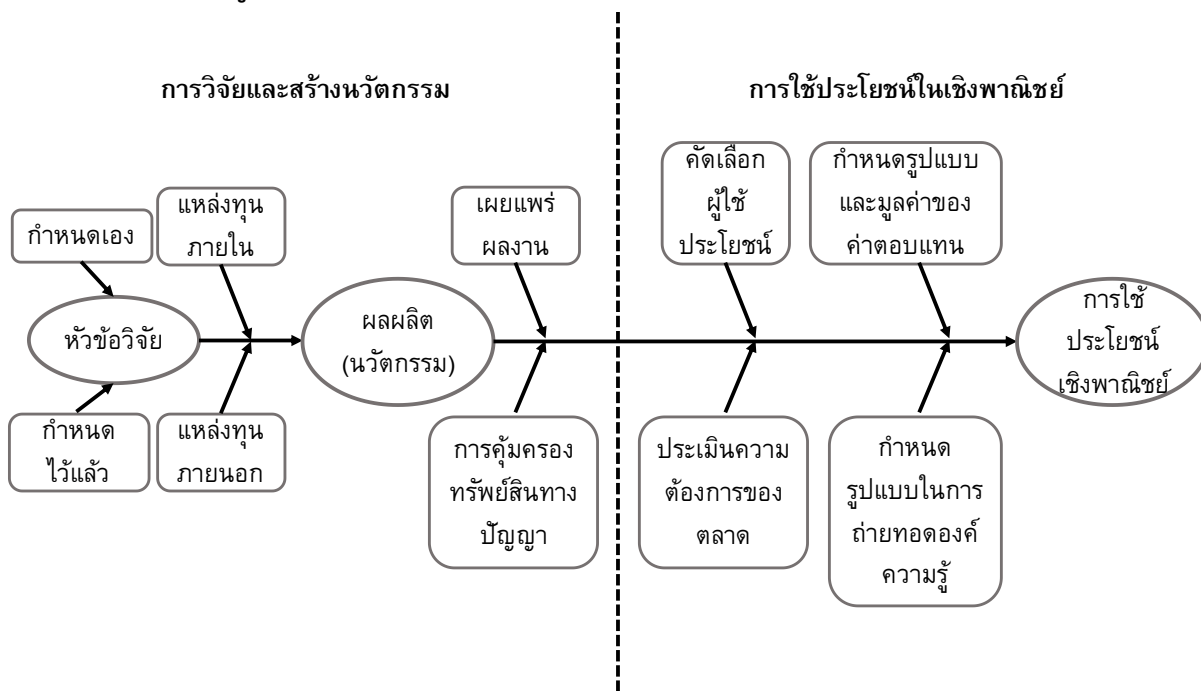 การวิจัยและสร้างนวัตกรรม
การใช้ประโยชน์ในเชิงพาณิชย์
กำหนดเอง
แหล่งทุน
ภายใน
เผยแพร่
ผลงาน
คัดเลือก
ผู้ใช้
ประโยชน์
กำหนดรูปแบบ
และมูลค่าของ
ค่าตอบแทน
หัวข้อวิจัย
ผลผลิต
(นวัตกรรม)
การใช้
ประโยชน์
เชิงพาณิชย์
กำหนด
ไว้แล้ว
แหล่งทุน
ภายนอก
การคุ้มครอง
ทรัพย์สินทาง
ปัญญา
ประเมินความ
ต้องการของ
ตลาด
กำหนด
รูปแบบในการ
ถ่ายทอดองค์
ความรู้